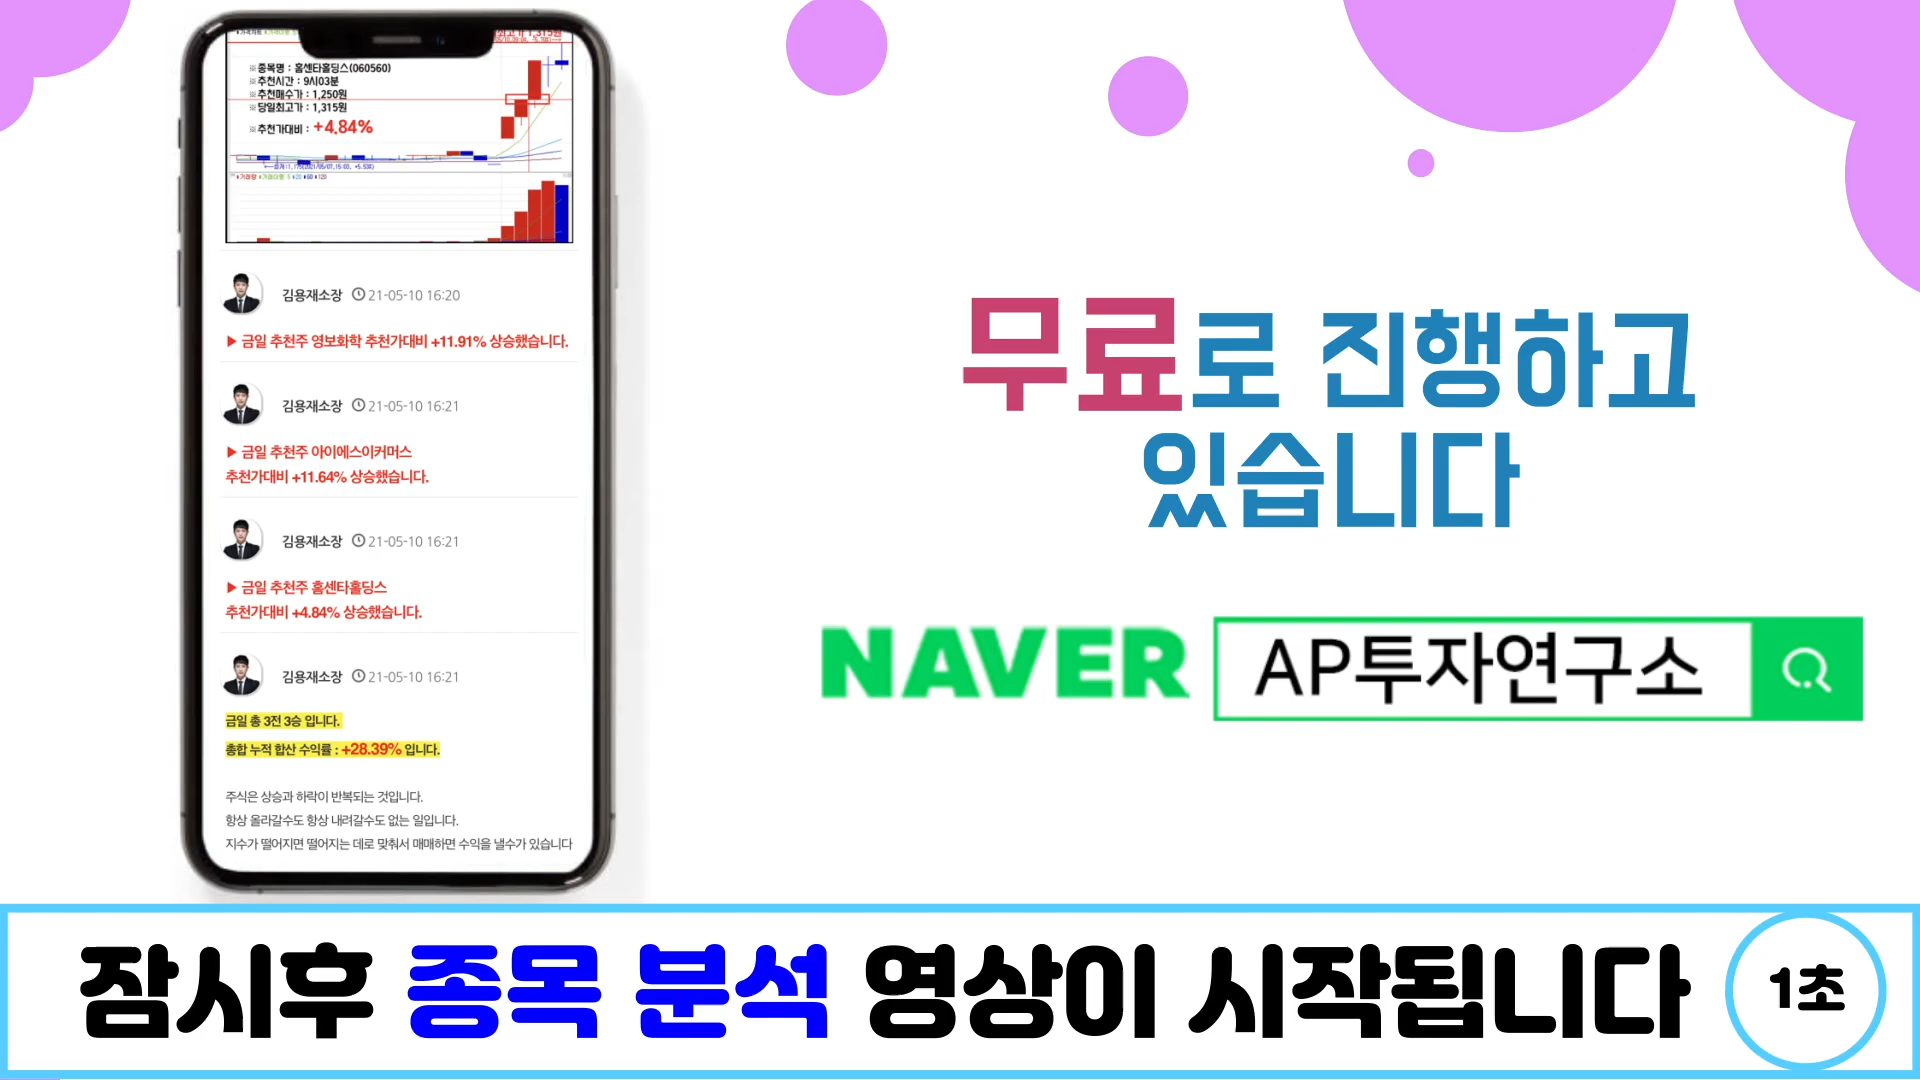 ※종목명 : 홈센타홀딩스(060560)
※추천시간 : 9시03분
※추천매수가 : 1,250원
※당일최고가 : 1,315원
※추천가대비 : +4.84%
김용재소장 21-05-10 16:20
▶ 금일 추천주 영보화학 추천가대비 +11.91% 상승했습니다.
김용재소장 21-05-10 16:21
▶ 금일 추천주 아이에스이커머스
추천가대비 +11.64% 상승했습니다.
김용재소장 21-05-10 16:21
▶ 금일 추천주 홈센타홀딩스
추천가대비 +4.84% 상승했습니다.
김용재소장 21-05-10 16:21
금일 총 3전 3승 입니다.
총합 누적 합산 수익률 : +28.39% 입니다.
주식은 상승과 하락이 반복되는 것입니다.
항상 올라갈수도 항상 내려갈수도 없는 일입니다.
지수가 떨어지면 떨어지는 데로 맞춰서 매매하면 수익을 낼수가 있습니다
무료로 진행하고
있습니다
NAVER AP투자연구소
잠시후 종목 분석 영상이 시작됩니다 1초